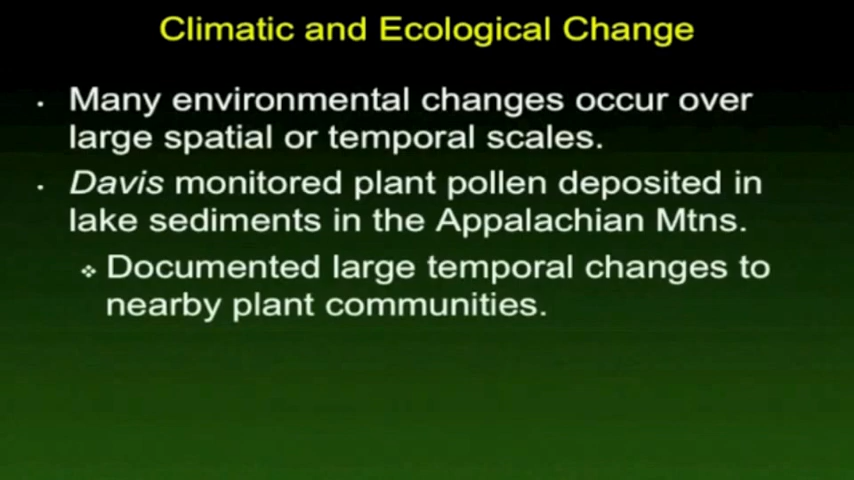 Climatic and Ecological Change
• Many environmental changes occur over
large spatial or temporal scales.
• Davis monitored plant pollen deposited in
lake sediments in the Appalachian Mtns.
❖ Documented large temporal changes to
nearby plant communities.